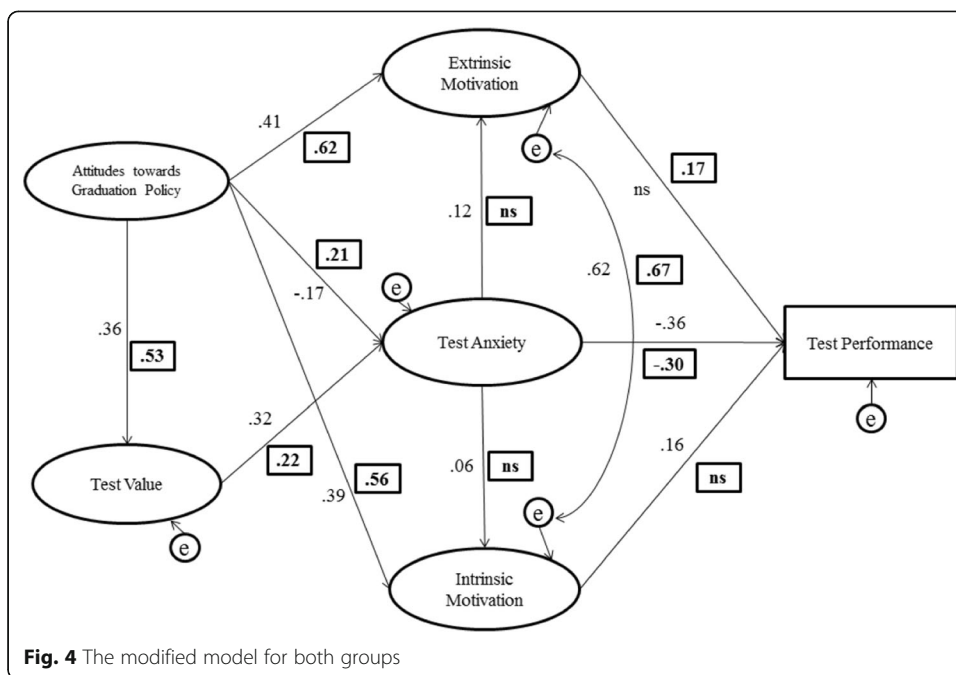 Extrinsic
Motivation
.41
.62
Attitudes towards
Graduation Policy
e
.17
ns
.12
ns
.21
-.17
e
.62
.67
.36
.53
Test Anxiety
-.36
-.30
Test Performance
e
.32
.22
.06
ns
.16
ns
Test Value
e
.39
.56
e
Intrinsic
Motivation
Fig. 4 The modified model for both groups